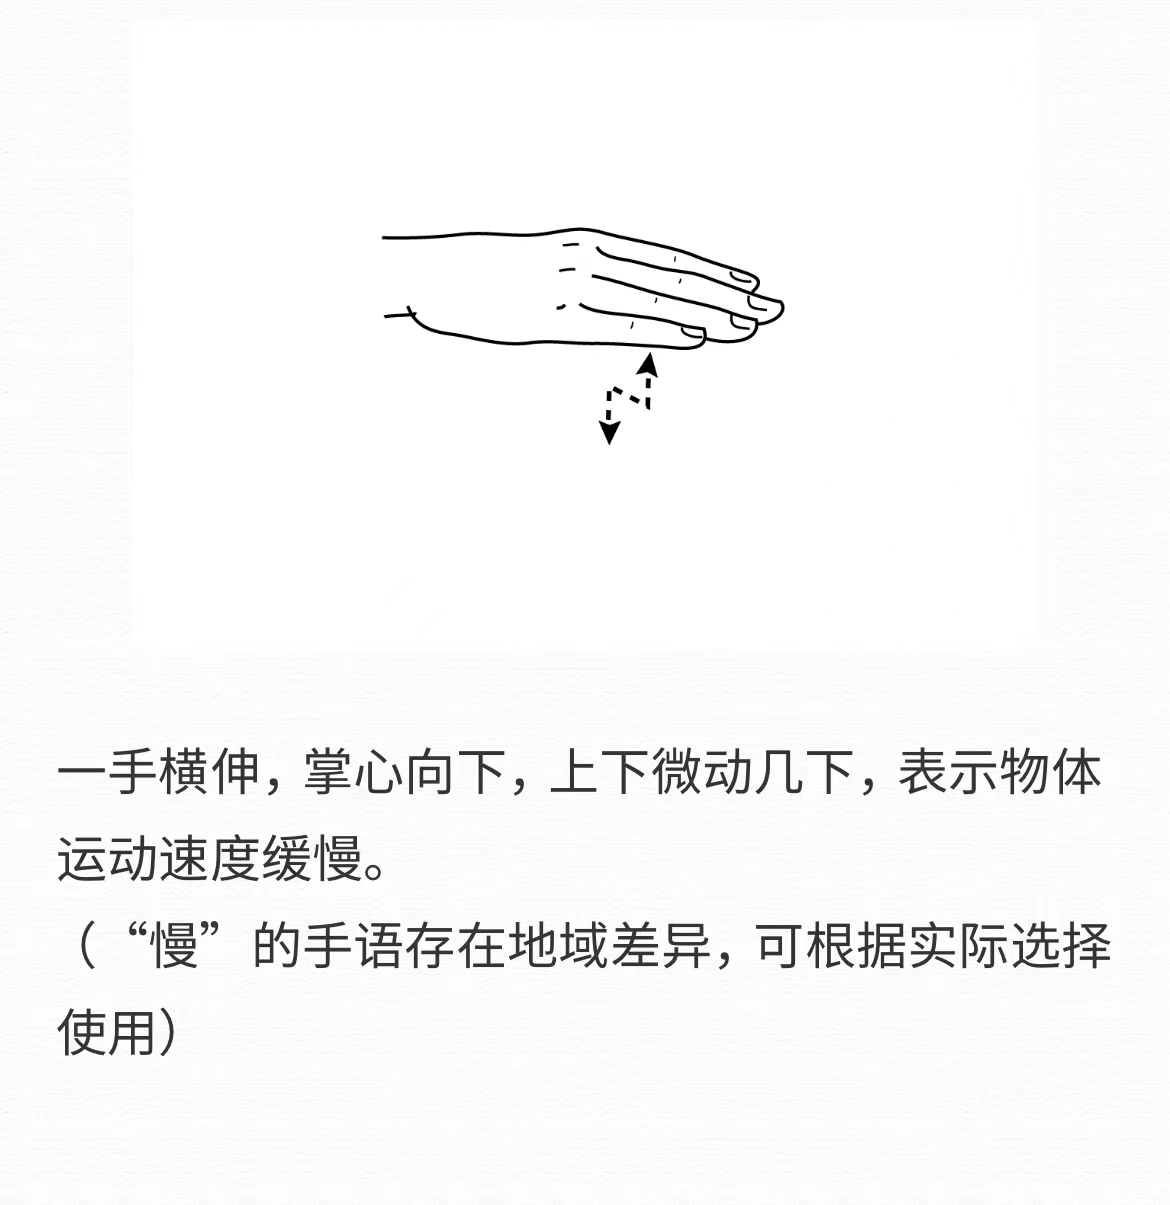 一手横伸，掌心向下，上下微动几下，表示物体
运动速度缓慢。
（“慢”的手语存在地域差异，可根据实际选择
使用）